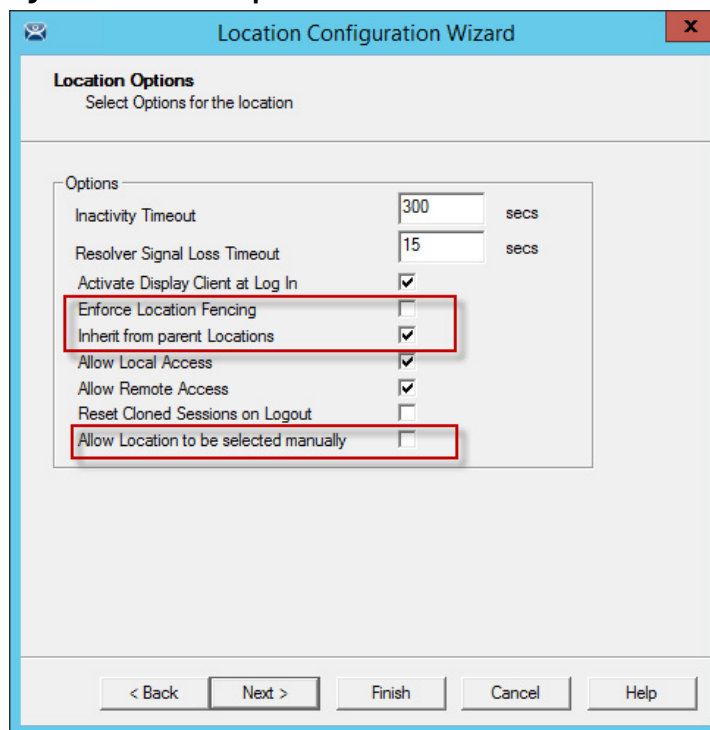 Location Configuration Wizard
x
Location Options
Select Options for the location
Options
Inactivity Timeout 300 secs
Resolver Signal Loss Timeout 15 secs
Activate Display Client at Log In
Enforce Location Fencing
Inherit from parent Locations
Allow Local Access
Allow Remote Access
Reset Cloned Sessions on Logout
Allow Location to be selected manually
< Back Next > Finish Cancel Help